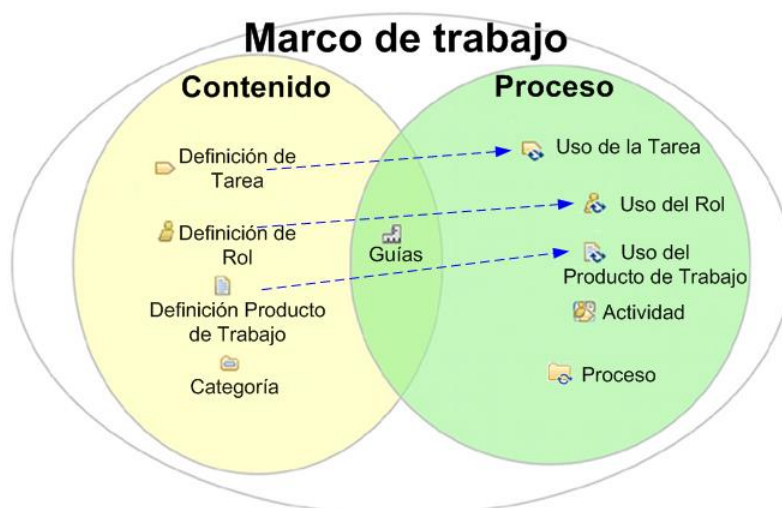 Marco de trabajo
Contenido
Proceso
Definición de
Tarea
Uso de la Tarea
Definición de
Rol
Uso del Rol
Guías
Definición Producto
de Trabajo
Uso del
Producto de Trabajo
Actividad
Categoría
Proceso